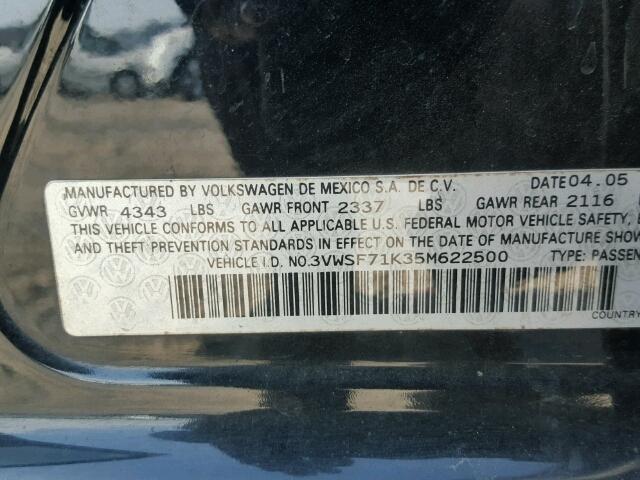 MANUFACTURED BY VOLKSWAGEN DE MEXICO S.A. DE C.V. DATE 04.05
GVWR 4343 LBS GAWR FRONT 2337 LBS GAWR REAR 2116
THIS VEHICLE CONFORMS TO ALL APPLICABLE U.S. FEDERAL MOTOR VEHICLE SAFETY,
AND THEFT PREVENTION STANDARDS IN EFFECT ON THE DATE OF MANUFACTURE
VEHICLE I.D. NO. 3VWSF71K35M622500 TYPE: PASSEN
COUNTRY